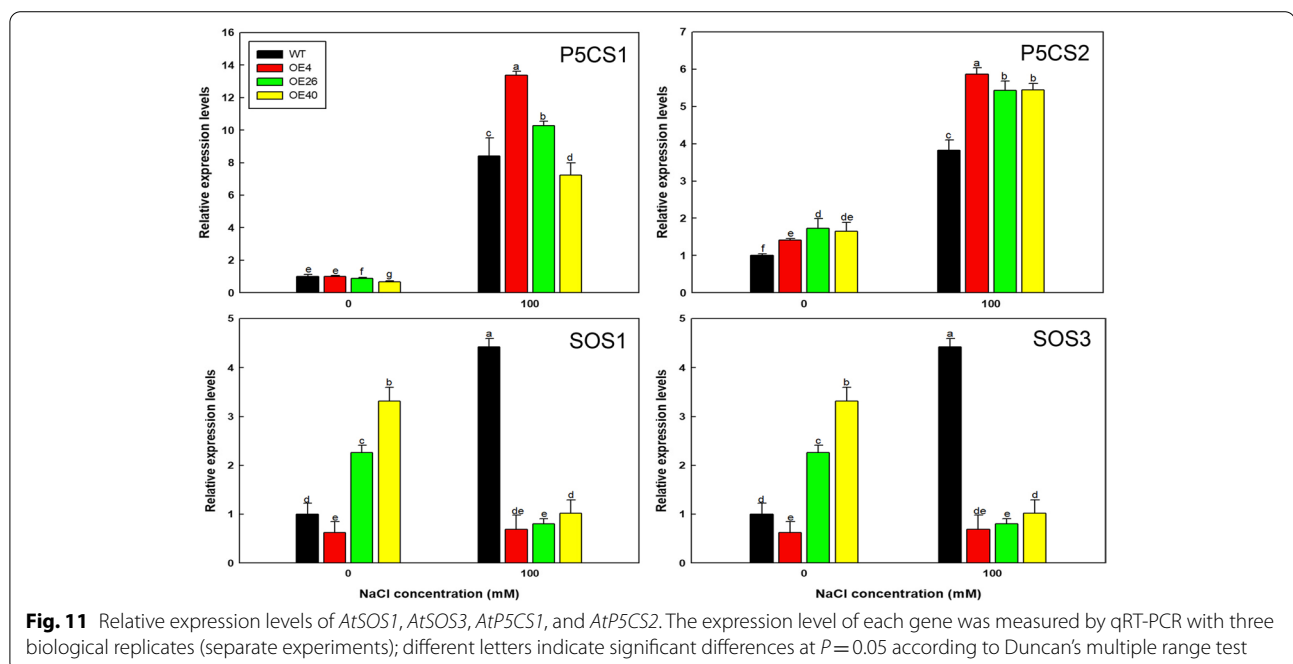 16
14
12
10
8
6
4
2
0
Relative expression levels
WT
OE4
OE26
OE40
P5CS1
e e f g
c a b d
0 100
7
6
5
4
3
2
1
0
Relative expression levels
P5CS2
f e d de
c a b b
0 100
5
4
3
2
1
0
Relative expression levels
SOS1
d e c b
a de e d
0 100
NaCl concentration (mM)
5
4
3
2
1
0
Relative expression levels
SOS3
d e c b
a de e d
0 100
NaCl concentration (mM)
Fig. 11 Relative expression levels of AtSOS1, AtSOS3, AtP5CS1, and AtP5CS2. The expression level of each gene was measured by qRT-PCR with three
biological replicates (separate experiments); different letters indicate significant differences at P = 0.05 according to Duncan’s multiple range test